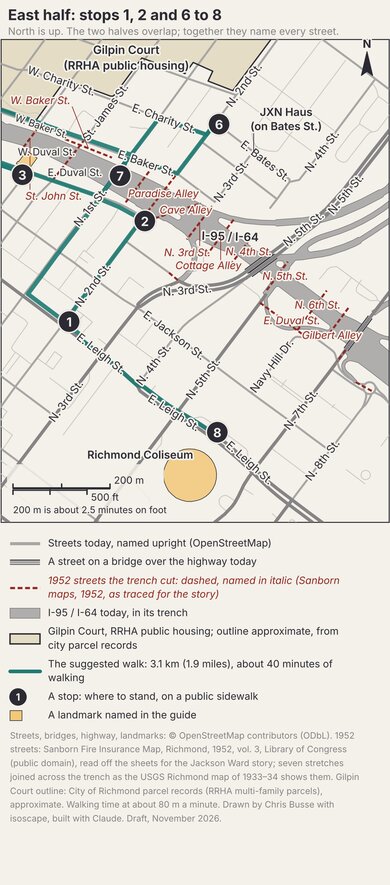 East half: stops 1, 2 and 6 to 8
North is up. The two halves overlap; together they name every street.
N
Gilpin Court
(RRHA public housing)
W. Charity St.
N. 2nd St.
W. Baker St.
St. James St.
E. Charity St.
6
JXN Haus
(on Bates St.)
W. Baker St.
E. Bates St.
N. 4th St.
W. Duval St.
E. Baker St.
3
E. Duval St.
7
N. 3rd St.
N. 5th St.
St. John St.
Paradise Alley
N. 1st St.
Cave Alley
2
N. 5th St.
I-95 / I-64
N. 3rd St.
N. 4th St.
Cottage Alley
N. 2nd St.
N. 5th St.
N. 3rd St.
N. 6th St.
1
E. Duval St.
E. Jackson St.
Gilbert Alley
E. Leigh St.
N. 4th St.
N. 5th St.
Navy Hill Dr.
N. 3rd St.
E. Leigh St.
N. 7th St.
8
E. Leigh St.
Richmond Coliseum
N. 8th St.
200 m
500 ft
200 m is about 2.5 minutes on foot
Streets today, named upright (OpenStreetMap)
A street on a bridge over the highway today
1952 streets the trench cut: dashed, named in italic (Sanborn
maps, 1952, as traced for the story)
I-95 / I-64 today, in its trench
Gilpin Court, RRHA public housing; outline approximate, from
city parcel records
The suggested walk: 3.1 km (1.9 miles), about 40 minutes of
walking
1
A stop: where to stand, on a public sidewalk
A landmark named in the guide
Streets, bridges, highway, landmarks: © OpenStreetMap contributors (ODbL). 1952
streets: Sanborn Fire Insurance Map, Richmond, 1952, vol. 3, Library of Congress
(public domain), read off the sheets for the Jackson Ward story; seven stretches
joined across the trench as the USGS Richmond map of 1933–34 shows them. Gilpin
Court outline: City of Richmond parcel records (RRHA multi-family parcels),
approximate. Walking time at about 80 m a minute. Drawn by Chris Busse with
isoscape, built with Claude. Draft, November 2026.